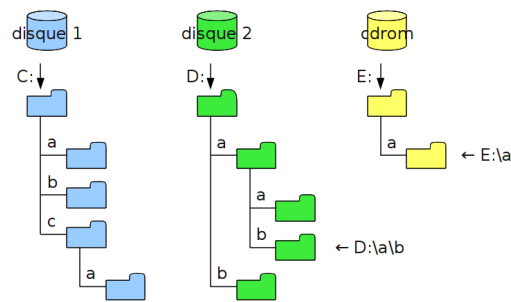 disque 1 disque 2 cdrom
C: D: E:
a a a ← E:\a
b a
c b ← D:\a\b
a b